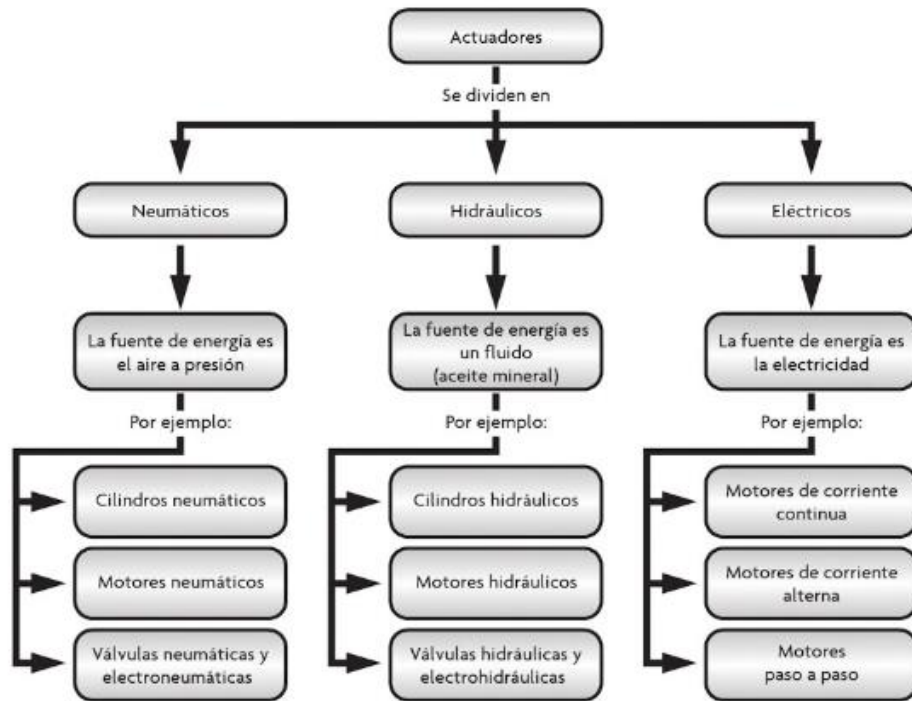 Actuadores
Se dividen en
Neumáticos
Hidráulicos
Eléctricos
La fuente de energía es
el aire a presión
La fuente de energía es
un fluido
(aceite mineral)
La fuente de energía es
la electricidad
Por ejemplo:
Por ejemplo:
Por ejemplo:
Cilindros neumáticos
Cilindros hidráulicos
Motores de corriente
continua
Motores neumáticos
Motores hidráulicos
Motores de corriente
alterna
Válvulas neumáticas y
electroneumáticas
Válvulas hidráulicas y
electrohidráulicas
Motores
paso a paso